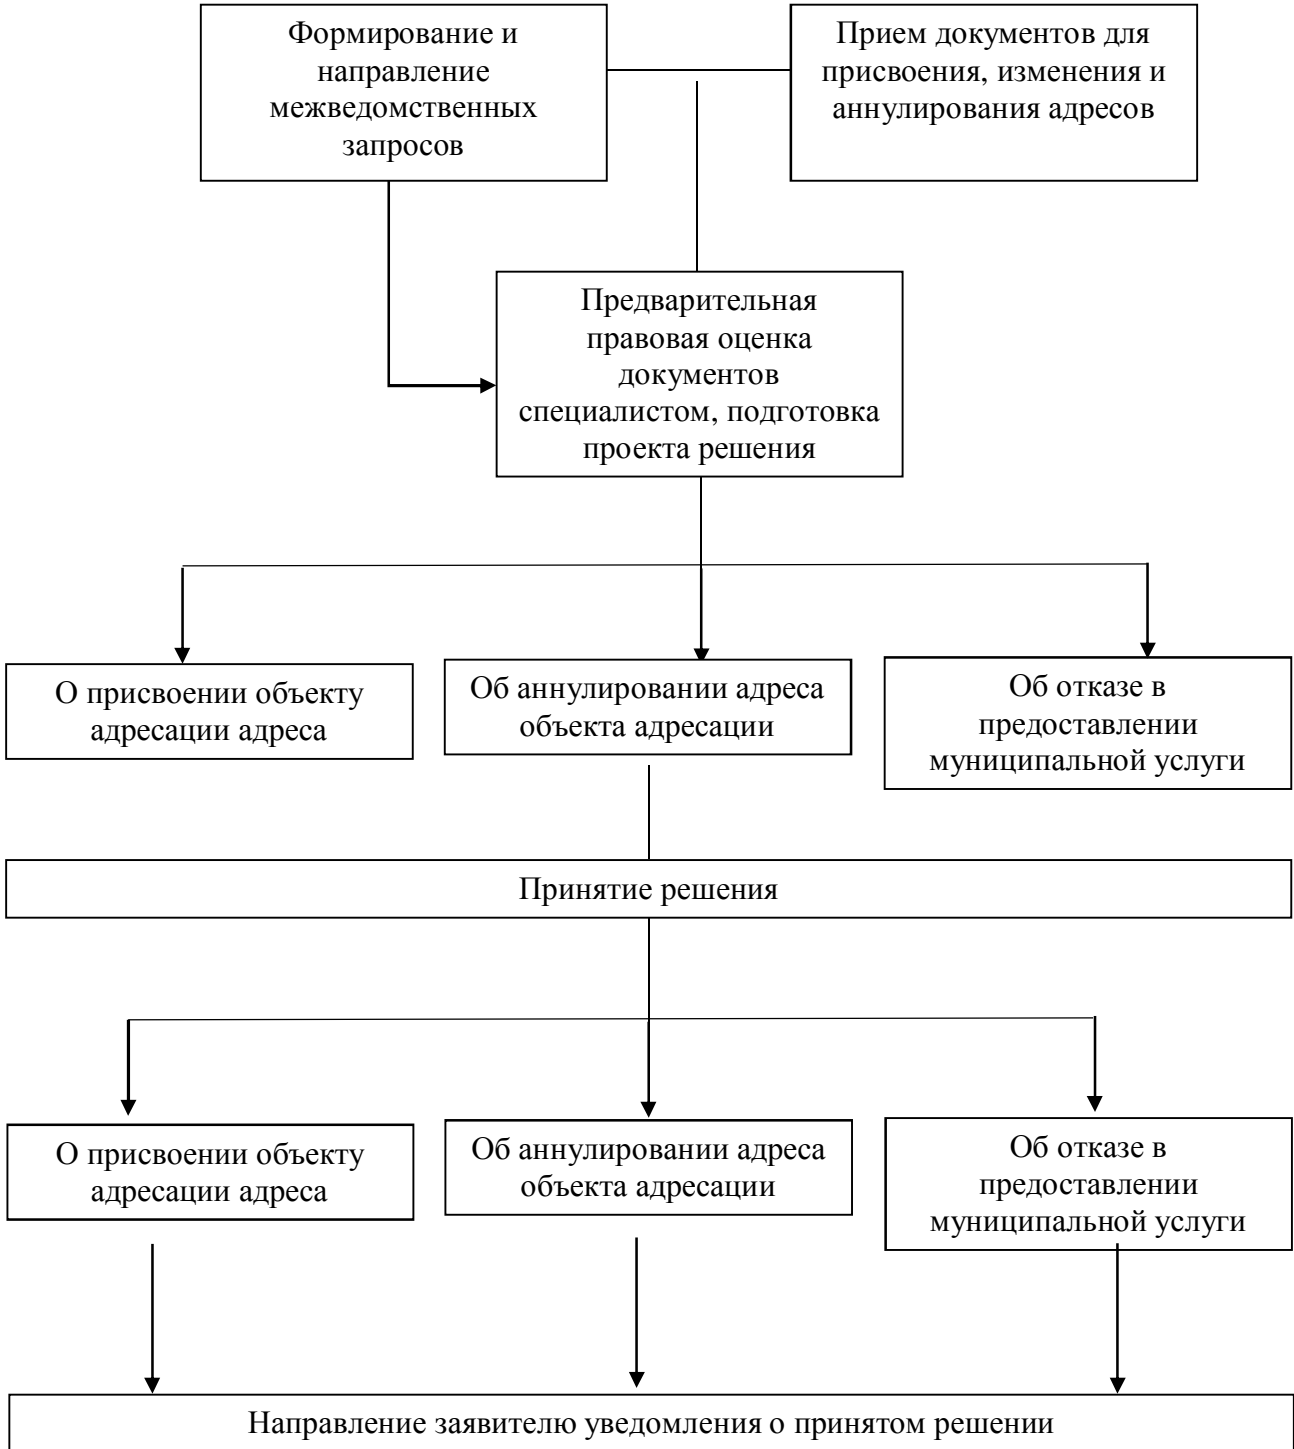 Формирование и
направление
межведомственных
запросов
Прием документов для
присвоения, изменения и
аннулирования адресов
Предварительная
правовая оценка
документов
специалистом, подготовка
проекта решения
О присвоении объекту
адресации адреса
Об аннулировании адреса
объекта адресации
Об отказе в
предоставлении
муниципальной услуги
Принятие решения
О присвоении объекту
адресации адреса
Об аннулировании адреса
объекта адресации
Об отказе в
предоставлении
муниципальной услуги
Направление заявителю уведомления о принятом решении